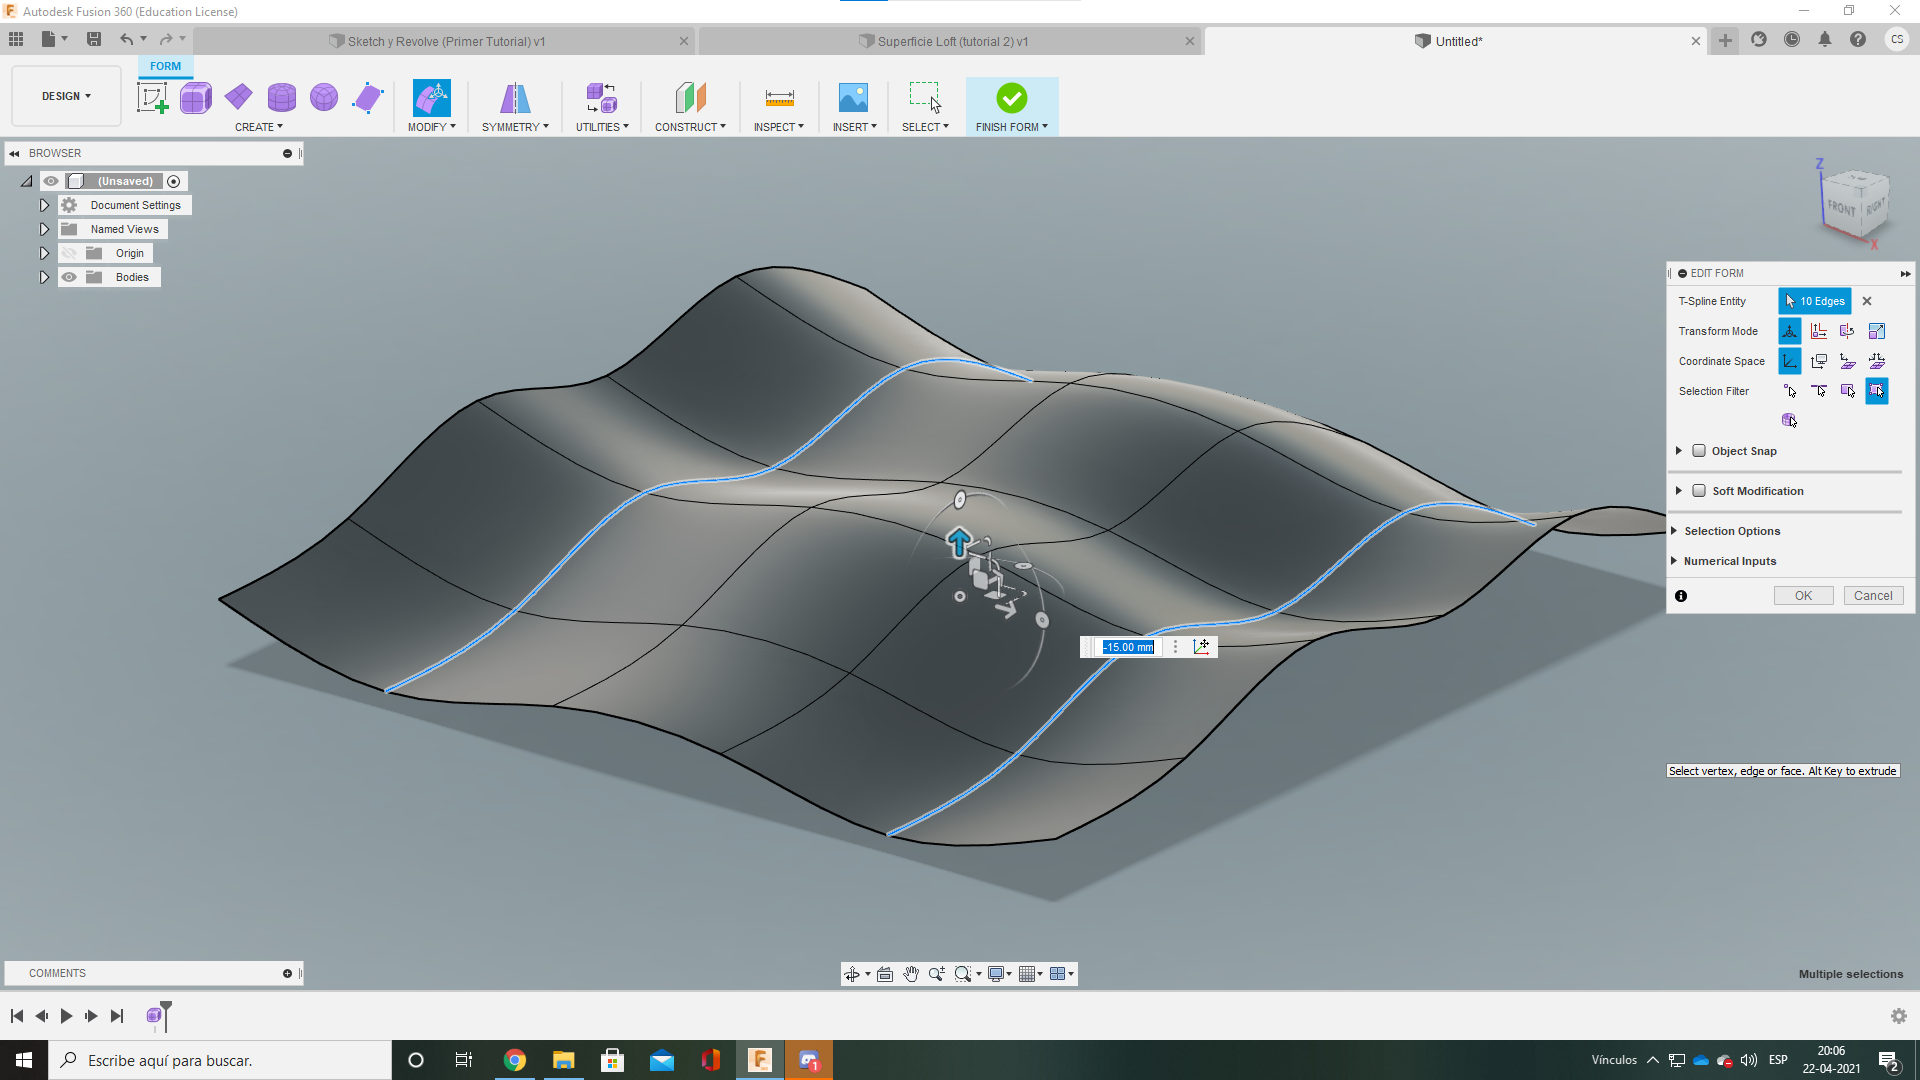 Autodesk Fusion 360 (Education License)
Sketch y Revolve (Primer Tutorial) v1
Superficie Loft (tutorial 2) v1
Untitled*
CS
FORM
DESIGN
CREATE
MODIFY
SYMMETRY
UTILITIES
CONSTRUCT
INSPECT
INSERT
SELECT
FINISH FORM
BROWSER
(Unsaved)
Document Settings
Named Views
Origin
Bodies
Z
FRONT
RIGHT
X
EDIT FORM
T-Spline Entity
10 Edges
Transform Mode
Coordinate Space
Selection Filter
Object Snap
Soft Modification
Selection Options
Numerical Inputs
OK
Cancel
-15.00 mm
Select vertex, edge or face. Alt Key to extrude
COMMENTS
Multiple selections
Escribe aquí para buscar.
1
Vínculos
ESP
20:06
22-04-2021
2